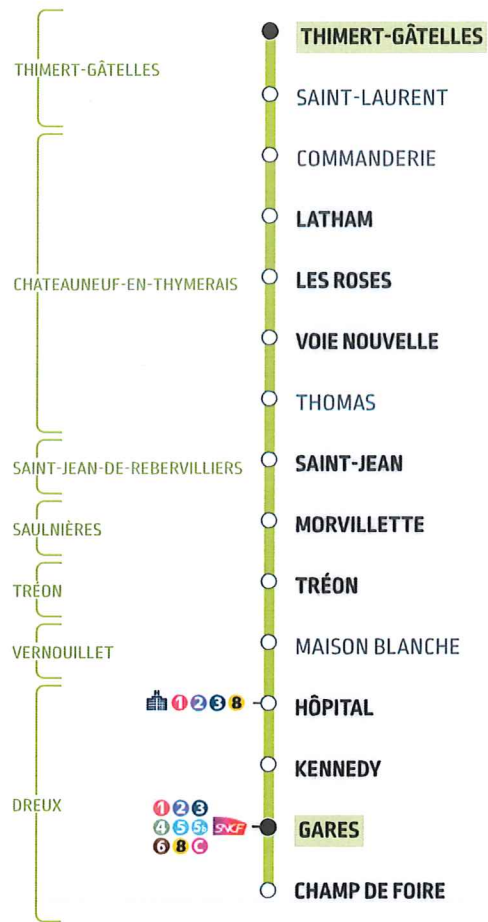 THIMERT-GÂTELLES
THIMERT-GÂTELLES
SAINT-LAURENT
CHÂTEAUNEUF-EN-THYMERAIS
COMMANDERIE
LATHAM
LES ROSES
VOIE NOUVELLE
THOMAS
SAINT-JEAN-DE-REBERVILLIERS
SAINT-JEAN
SAULNIÈRES
MORVILLETTE
TRÉON
TRÉON
VERNOUILLET
MAISON BLANCHE
DREUX
1 2 3 8
HÔPITAL
KENNEDY
1 2 3
4 5 5b SNCF
6 8 C
GARES
CHAMP DE FOIRE